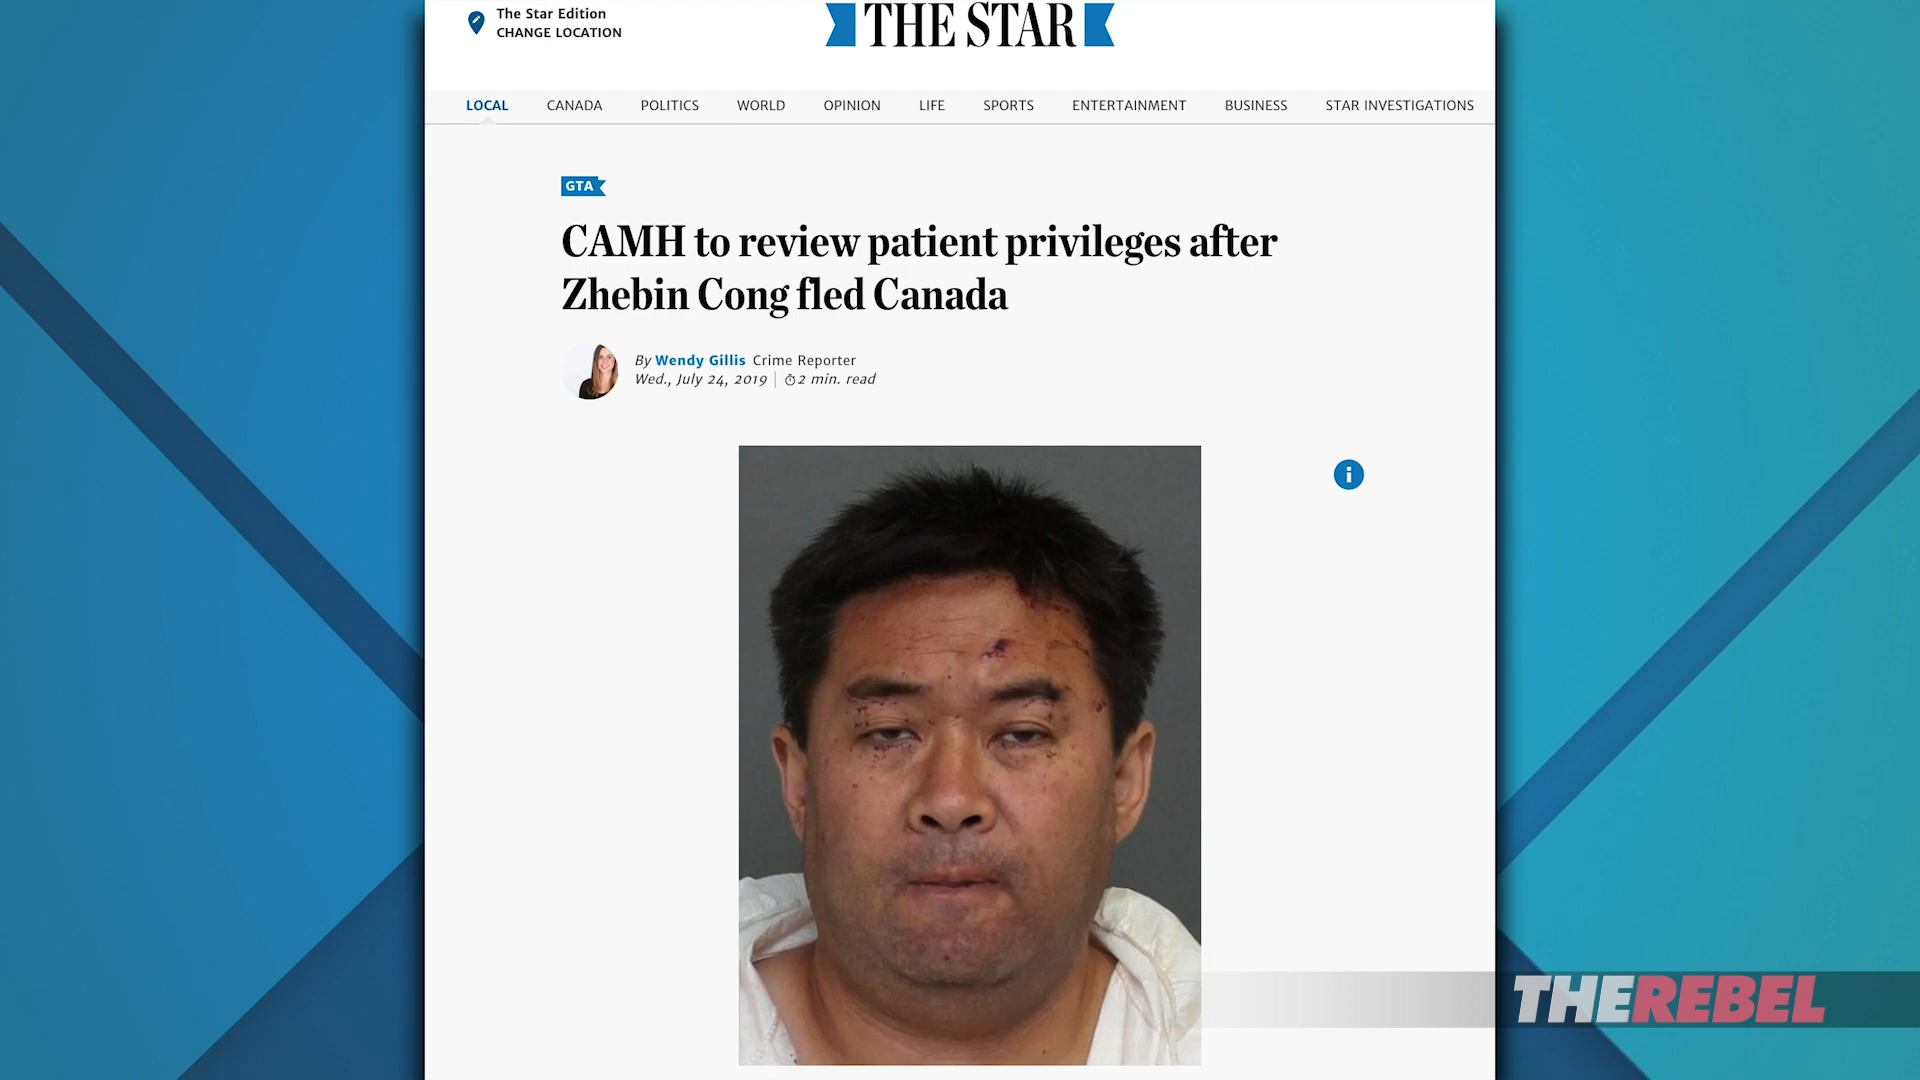 The Star Edition
CHANGE LOCATION
THE STAR
LOCAL CANADA POLITICS WORLD OPINION LIFE SPORTS ENTERTAINMENT BUSINESS STAR INVESTIGATIONS
GTA
CAMH to review patient privileges after
Zhebin Cong fled Canada
By Wendy Gillis Crime Reporter
Wed., July 24, 2019 | 2 min. read
i
THEREBEL